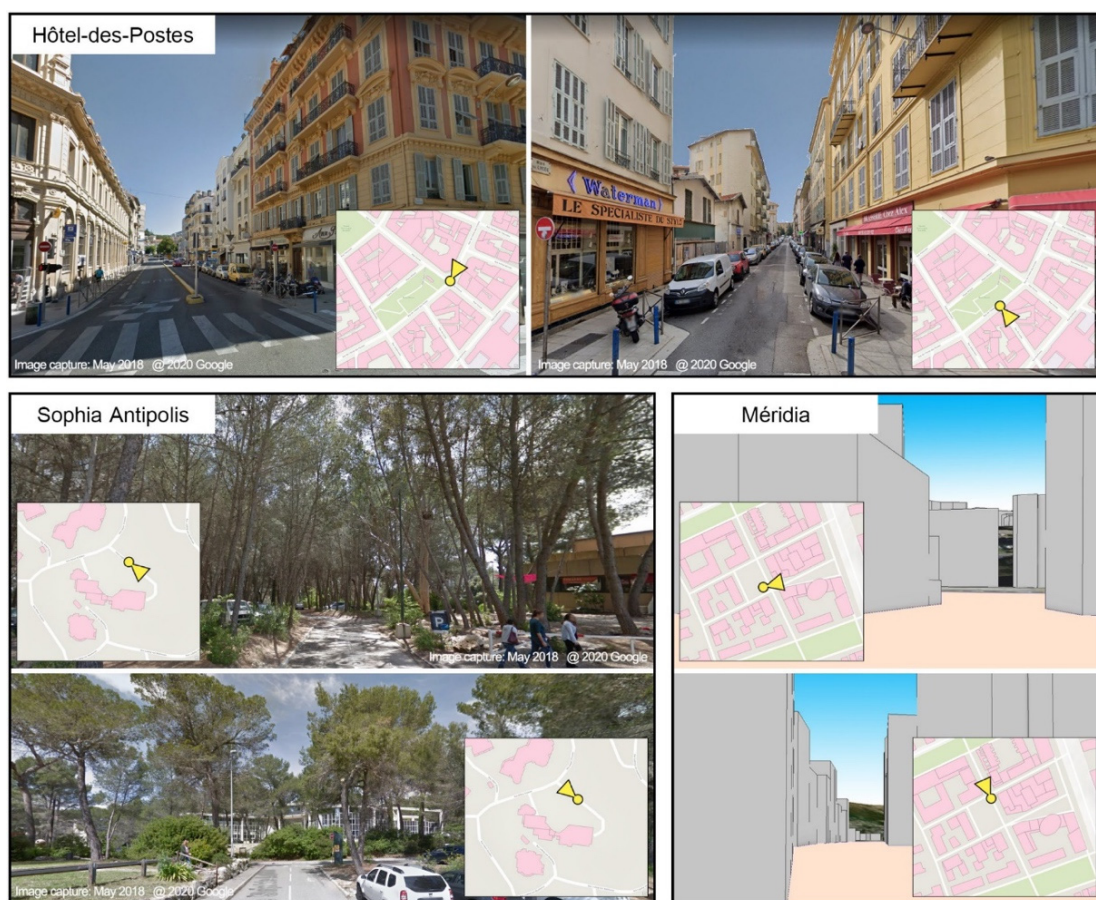 Hôtel-des-Postes
Waterman
LE SPECIALISTE DU STYLO
Image capture: May 2018 @ 2020 Google
Image capture: May 2018 @ 2020 Google
Sophia Antipolis
P
Image capture: May 2018 @ 2020 Google
Image capture: May 2018 @ 2020 Google
Méridia